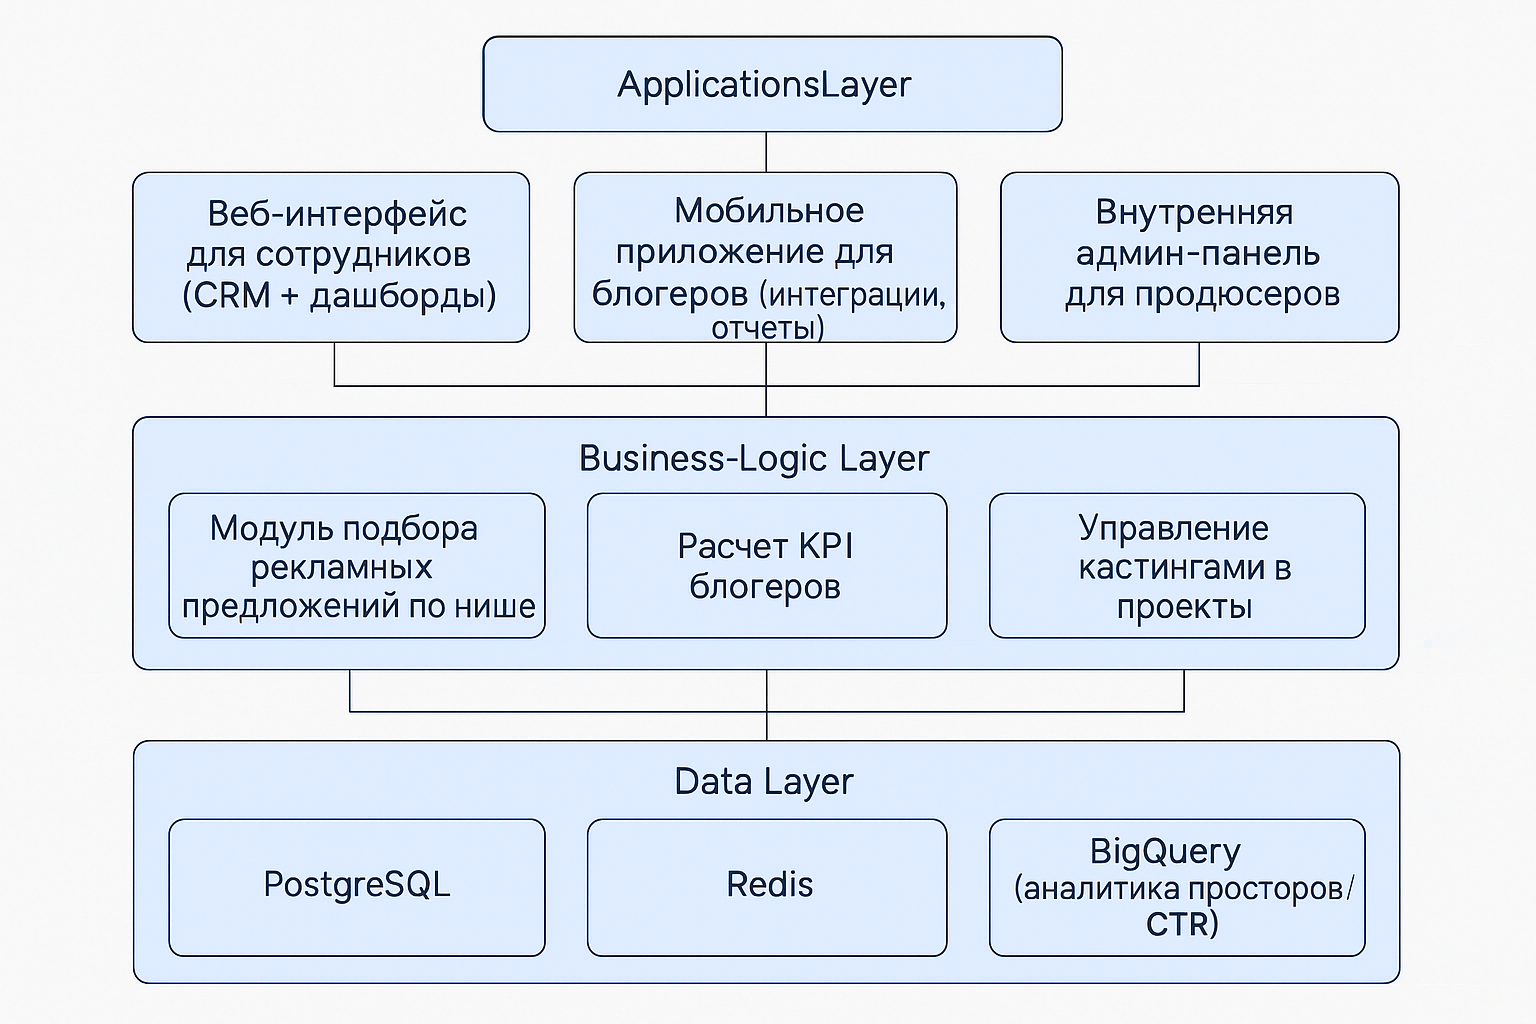 ApplicationsLayer
Веб-интерфейс
для сотрудников
(CRM + дашборды)
Мобильное
приложение для
блогеров (интеграции,
отчеты)
Внутренняя
админ-панель
для продюсеров
Business-Logic Layer
Модуль подбора
рекламных
предложений по нише
Расчет KPI
блогеров
Управление
кастингами в
проекты
Data Layer
PostgreSQL
Redis
BigQuery
(аналитика просторов/
CTR)